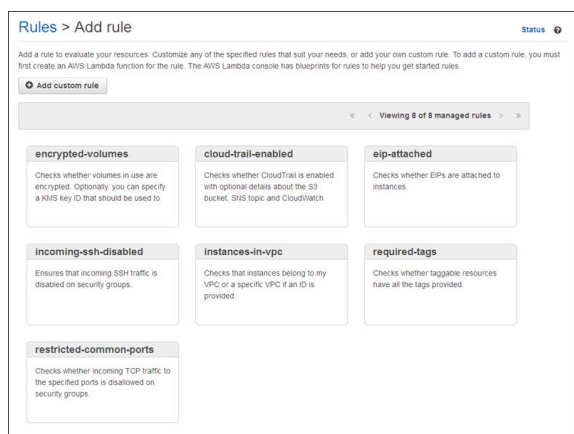 Rules > Add rule
Status
Add a rule to evaluate your resources. Customize any of the specified rules that suit your needs, or add your own custom rule. To add a custom rule, you must
first create an AWS Lambda function for the rule. The AWS Lambda console has blueprints for rules to help you get started rules.
Add custom rule
« < Viewing 8 of 8 managed rules > »
encrypted-volumes
Checks whether volumes in use are
encrypted. Optionally, you can specify
a KMS key ID that should be used to
cloud-trail-enabled
Checks whether CloudTrail is enabled
with optional details about the S3
bucket, SNS topic and CloudWatch
eip-attached
Checks whether EIPs are attached to
instances.
incoming-ssh-disabled
Ensures that incoming SSH traffic is
disabled on security groups.
instances-in-vpc
Checks that instances belong to my
VPC or a specific VPC if an ID is
provided.
required-tags
Checks whether taggable resources
have all the tags provided.
restricted-common-ports
Checks whether incoming TCP traffic to
the specified ports is disallowed on
security groups.